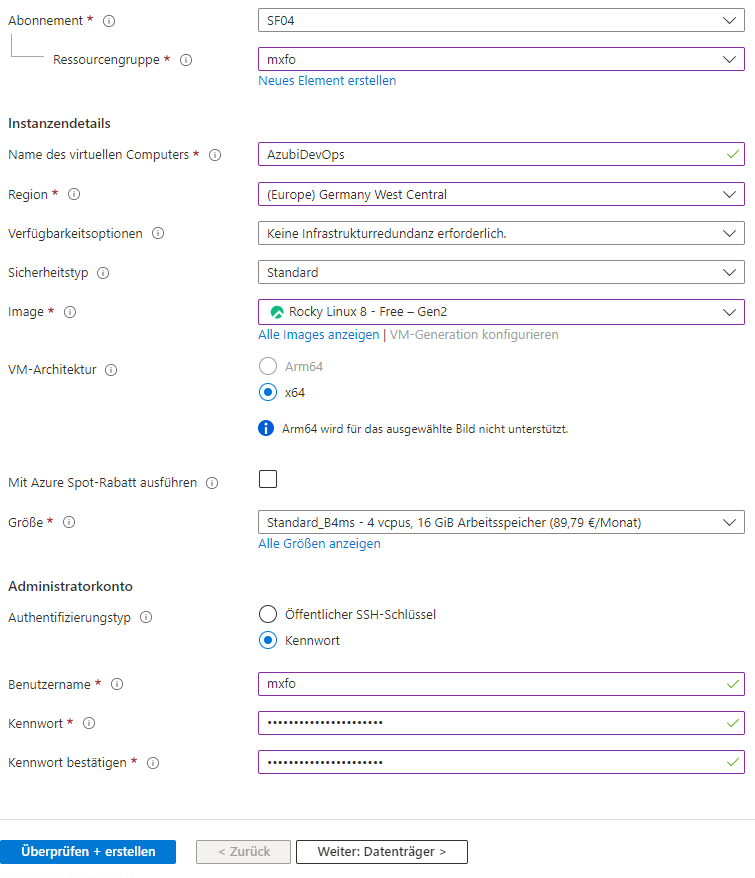 Abonnement *
SF04
Ressourcengruppe *
mxfo
Neues Element erstellen
Instanzendetails
Name des virtuellen Computers *
AzubiDevOps
Region *
(Europe) Germany West Central
Verfügbarkeitsoptionen
Keine Infrastrukturredundanz erforderlich.
Sicherheitstyp
Standard
Image *
Rocky Linux 8 - Free – Gen2
Alle Images anzeigen | VM-Generation konfigurieren
VM-Architektur
Arm64
x64
Arm64 wird für das ausgewählte Bild nicht unterstützt.
Mit Azure Spot-Rabatt ausführen
Größe *
Standard_B4ms - 4 vcpus, 16 GiB Arbeitsspeicher (89,79 €/Monat)
Alle Größen anzeigen
Administratorkonto
Authentifizierungstyp
Öffentlicher SSH-Schlüssel
Kennwort
Benutzername *
mxfo
Kennwort *
••••••••••••••••••••••
Kennwort bestätigen *
••••••••••••••••••••••
Überprüfen + erstellen
< Zurück
Weiter: Datenträger >